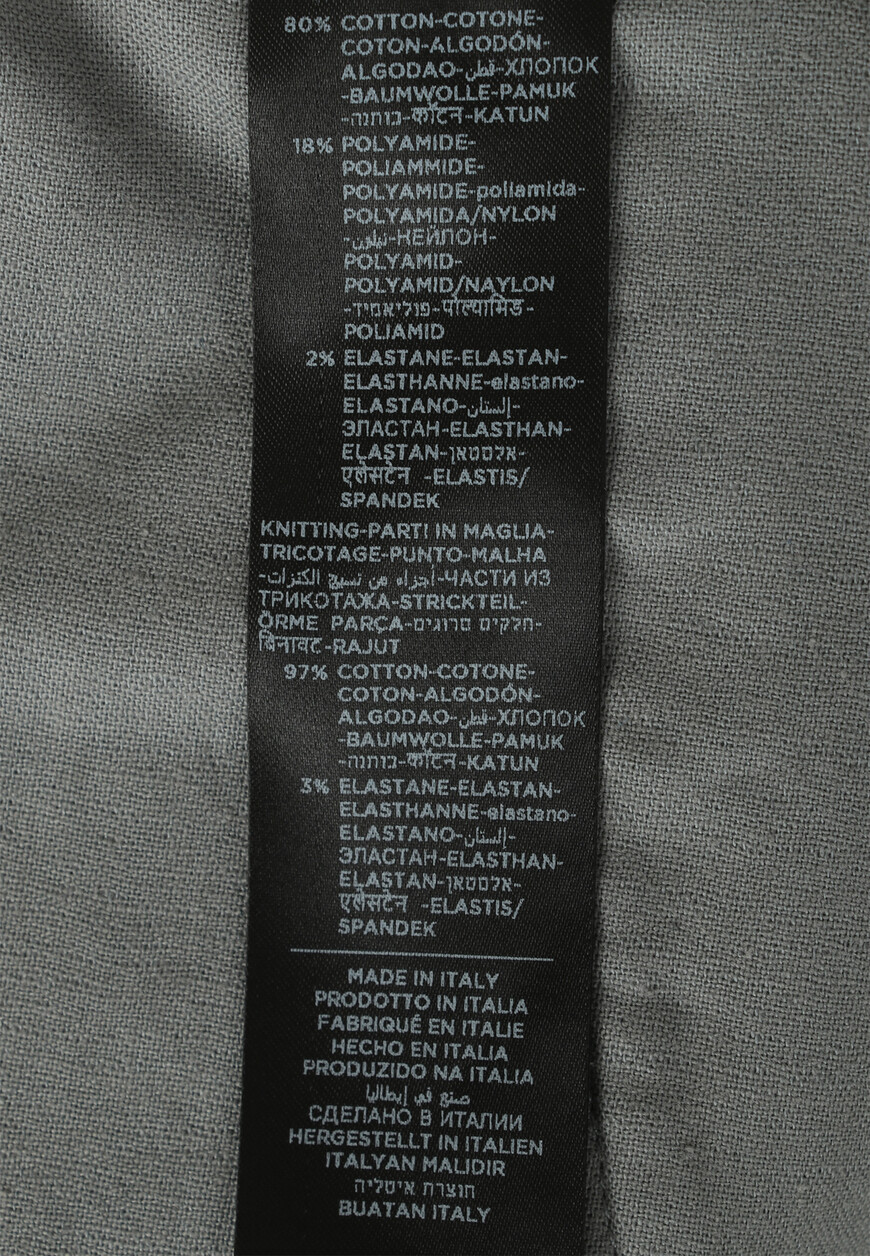 80% COTTON-COTONE-
COTON-ALGODÓN-
ALGODAO-قطن-ХЛОПОК
-BAUMWOLLE-PAMUK
-כותנה-कॉटन-KATUN
18% POLYAMIDE-
POLIAMMIDE-
POLYAMIDE-poliamida-
POLYAMIDA/NYLON
-نيلون-НЕЙЛОН-
POLYAMID-
POLYAMID/NAYLON
-פוליאמיד-पोल्यामिड-
POLIAMID
2% ELASTANE-ELASTAN-
ELASTHANNE-elastano-
ELASTANO-إلستان-
ЭЛАСТАН-ELASTHAN-
ELASTAN-אלסטאן-
एलेसटेन -ELASTIS/
SPANDEK
KNITTING-PARTI IN MAGLIA-
TRICOTAGE-PUNTO-MALHA
-أجزاء من نسيج الكنزات-ЧАСТИ ИЗ
ТРИКОТАЖА-STRICKTEIL-
ÖRME PARÇA-חלקים סרוגים-
बिनावट-RAJUT
97% COTTON-COTONE-
COTON-ALGODÓN-
ALGODAO-قطن-ХЛОПОК
-BAUMWOLLE-PAMUK
-כותנה-कॉटन-KATUN
3% ELASTANE-ELASTAN-
ELASTHANNE-elastano-
ELASTANO-إلستان-
ЭЛАСТАН-ELASTHAN-
ELASTAN-אלסטאן-
एलेसटेन -ELASTIS/
SPANDEK
MADE IN ITALY
PRODOTTO IN ITALIA
FABRIQUÉ EN ITALIE
HECHO EN ITALIA
PRODUZIDO NA ITALIA
صنع في إيطاليا
СДЕЛАНО В ИТАЛИИ
HERGESTELLT IN ITALIEN
ITALYAN MALIDIR
תוצרת איטליה
BUATAN ITALY